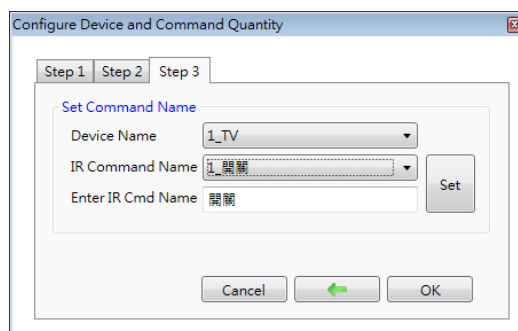 Configure Device and Command Quantity
Step 1 Step 2 Step 3
Set Command Name
Device Name 1_TV
IR Command Name 1_開關
Set
Enter IR Cmd Name 開關
Cancel OK